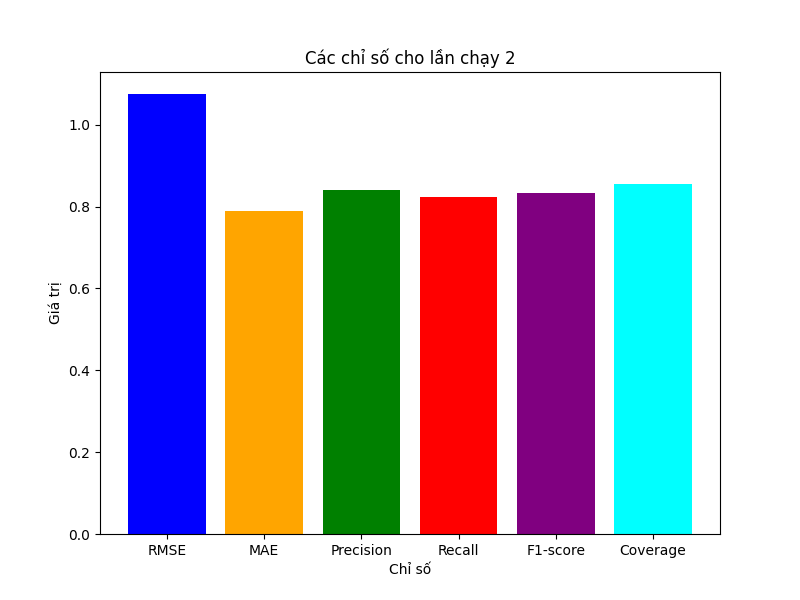 Các chỉ số cho lần chạy 2
Giá trị
1.0
0.8
0.6
0.4
0.2
0.0
RMSE MAE Precision Recall F1-score Coverage
Chỉ số